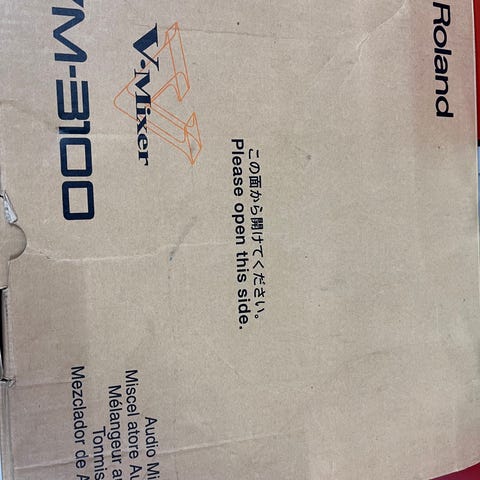 Roland
V·Mixer
VM-3100
この面から開けてください。
Please open this side.
Audio Mi
Miscel atore Au
Mélangeur au
Tonmis
Mezclador de A